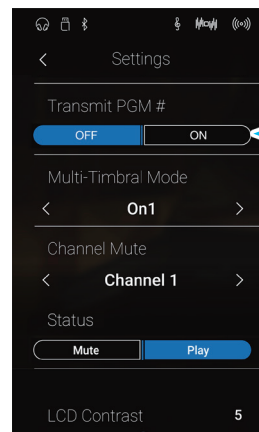 Settings
Transmit PGM #
OFF ON
Multi-Timbral Mode
On1
Channel Mute
Channel 1
Status
Mute Play
LCD Contrast 5